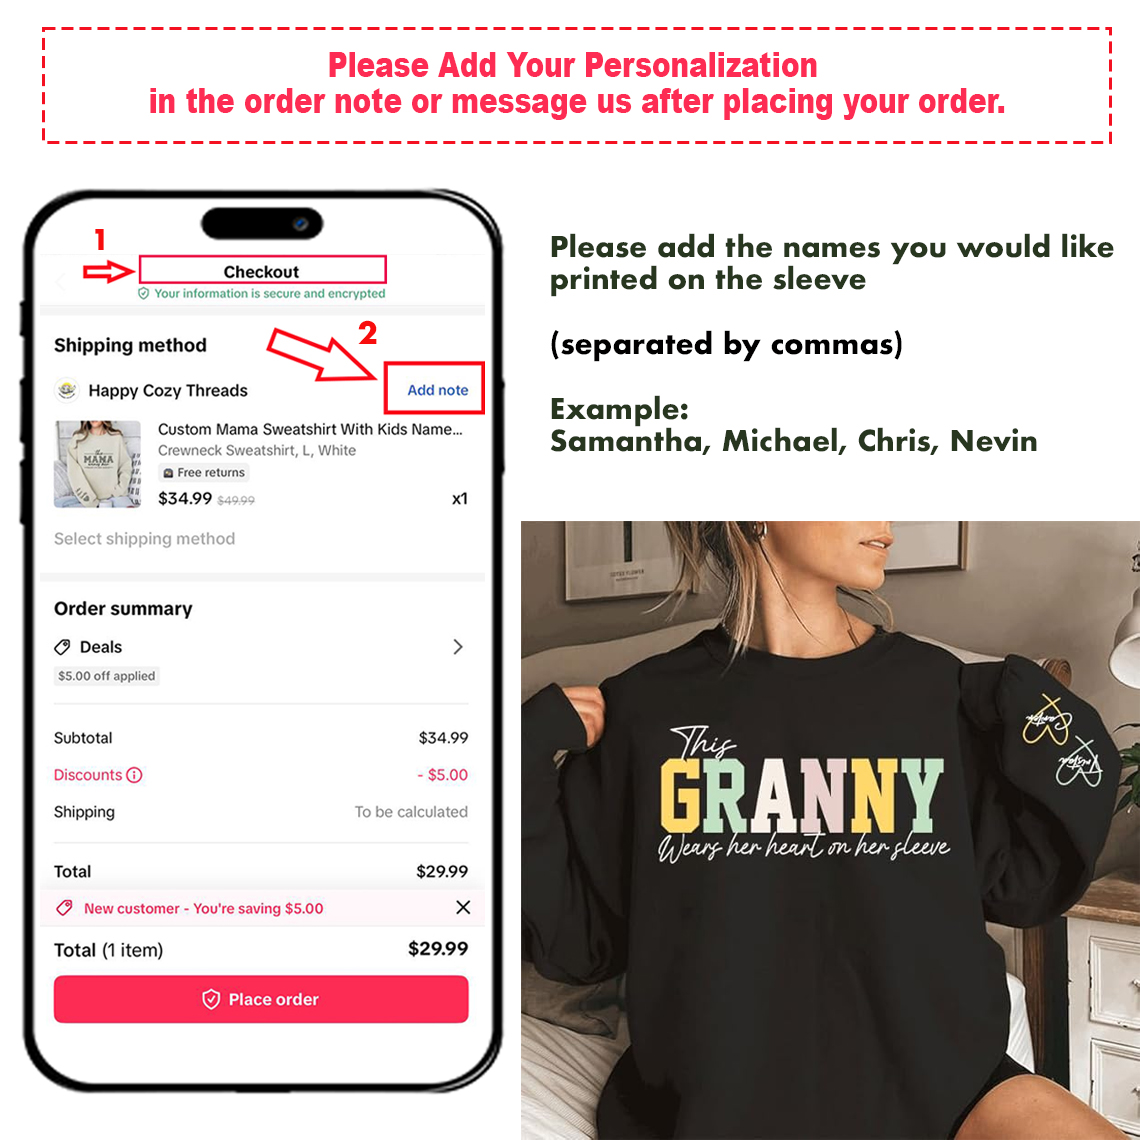 Please Add Your Personalization
in the order note or message us after placing your order.
1
Checkout
Your information is secure and encrypted
2
Shipping method
Happy Cozy Threads
Add note
Custom Mama Sweatshirt With Kids Name...
Crewneck Sweatshirt, L, White
Free returns
$34.99 $49.99
x1
MAMA
Select shipping method
Order summary
Deals
$5.00 off applied
Subtotal
$34.99
Discounts
- $5.00
Shipping
To be calculated
Total
$29.99
New customer - You're saving $5.00
Total (1 item)
$29.99
Place order
Please add the names you would like
printed on the sleeve
(separated by commas)
Example:
Samantha, Michael, Chris, Nevin
This
GRANNY
Wears her heart on her sleeve